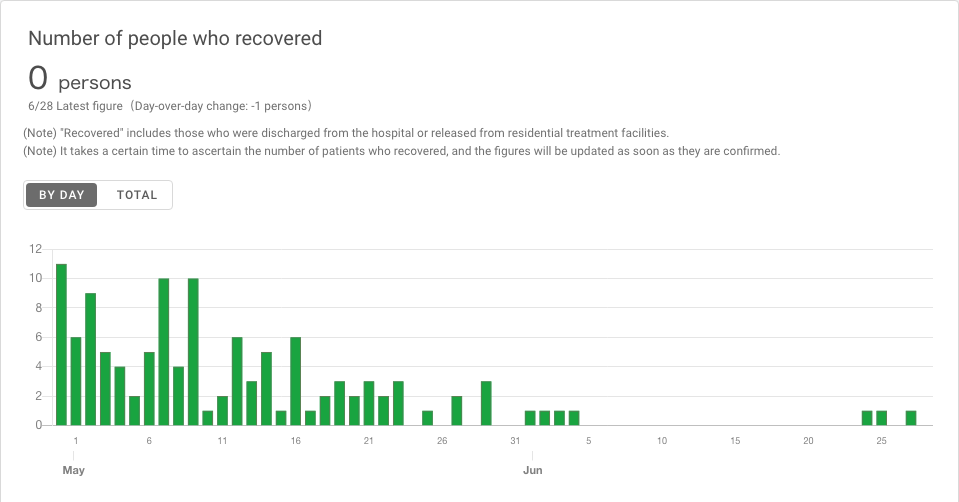 Number of people who recovered
0 persons
6/28 Latest figure（Day-over-day change: -1 persons）
(Note) "Recovered" includes those who were discharged from the hospital or released from residential treatment facilities.
(Note) It takes a certain time to ascertain the number of patients who recovered, and the figures will be updated as soon as they are confirmed.
BY DAY TOTAL
12
10
8
6
4
2
0
1 6 11 16 21 26 31 5 10 15 20 25
May Jun